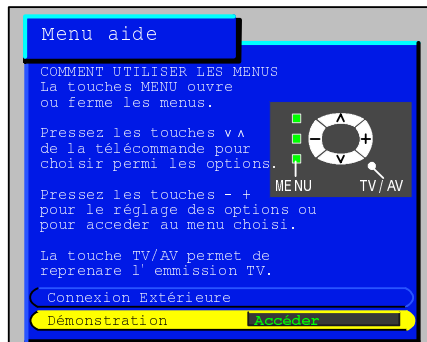 Menu aide
COMMENT UTILISER LES MENUS
La touches MENU ouvre
ou ferme les menus.
Pressez les touches ∨ ∧
de la télécommande pour
choisir permi les options.
Pressez les touches - +
pour le réglage des options ou
pour acceder au menu choisi.
La touche TV/AV permet de
reprenare l' emmission TV.
∧
- +
∨
MENU TV/AV
Connexion Extérieure
Démonstration Accéder